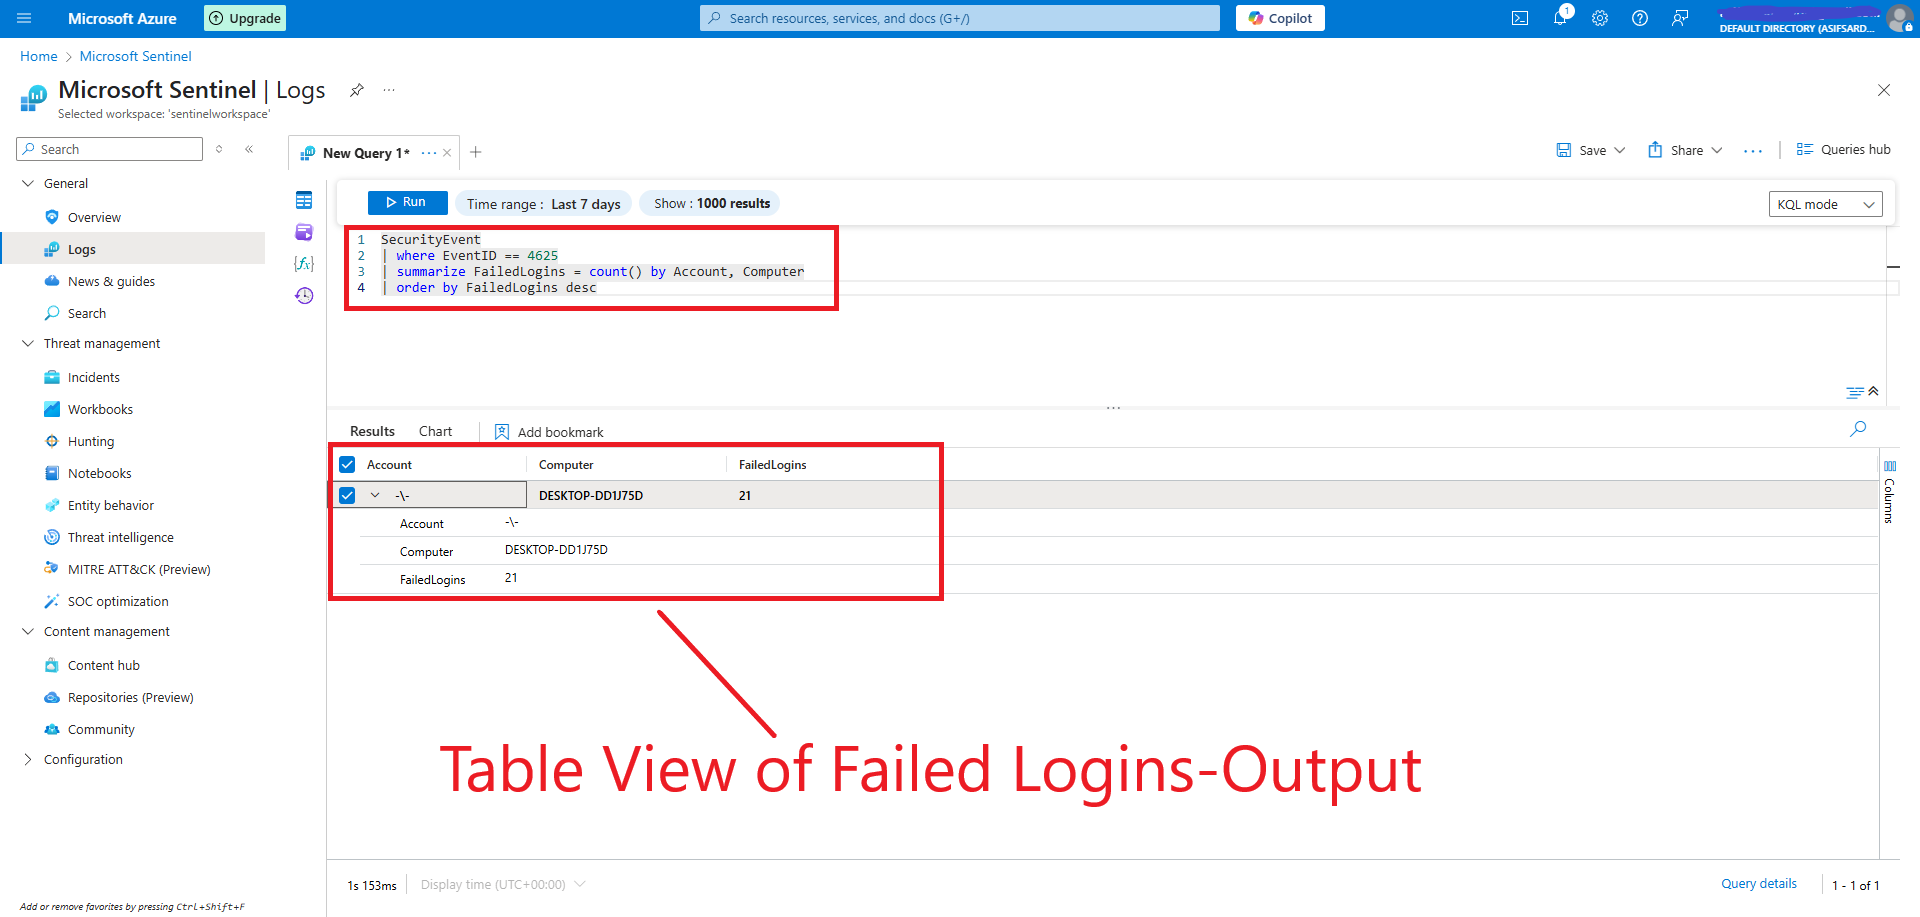 Microsoft Azure
Upgrade
Search resources, services, and docs (G+/)
Copilot
1
DEFAULT DIRECTORY (ASIFSARD...
Home > Microsoft Sentinel
Microsoft Sentinel | Logs
...
Selected workspace: 'sentinelworkspace'
Search
«
General
Overview
Logs
News & guides
Search
Threat management
Incidents
Workbooks
Hunting
Notebooks
Entity behavior
Threat intelligence
MITRE ATT&CK (Preview)
SOC optimization
Content management
Content hub
Repositories (Preview)
Community
Configuration
Add or remove favorites by pressing Ctrl+Shift+F
New Query 1* ...
Save
Share
...
Queries hub
Run
Time range : Last 7 days
Show : 1000 results
KQL mode
1 SecurityEvent
2 | where EventID == 4625
3 | summarize FailedLogins = count() by Account, Computer
4 | order by FailedLogins desc
...
Results
Chart
Add bookmark
Account Computer FailedLogins
-\- DESKTOP-DD1J75D 21
Account -\-
Computer DESKTOP-DD1J75D
FailedLogins 21
Columns
Table View of Failed Logins-Output
1s 153ms
Display time (UTC+00:00)
Query details
1 - 1 of 1